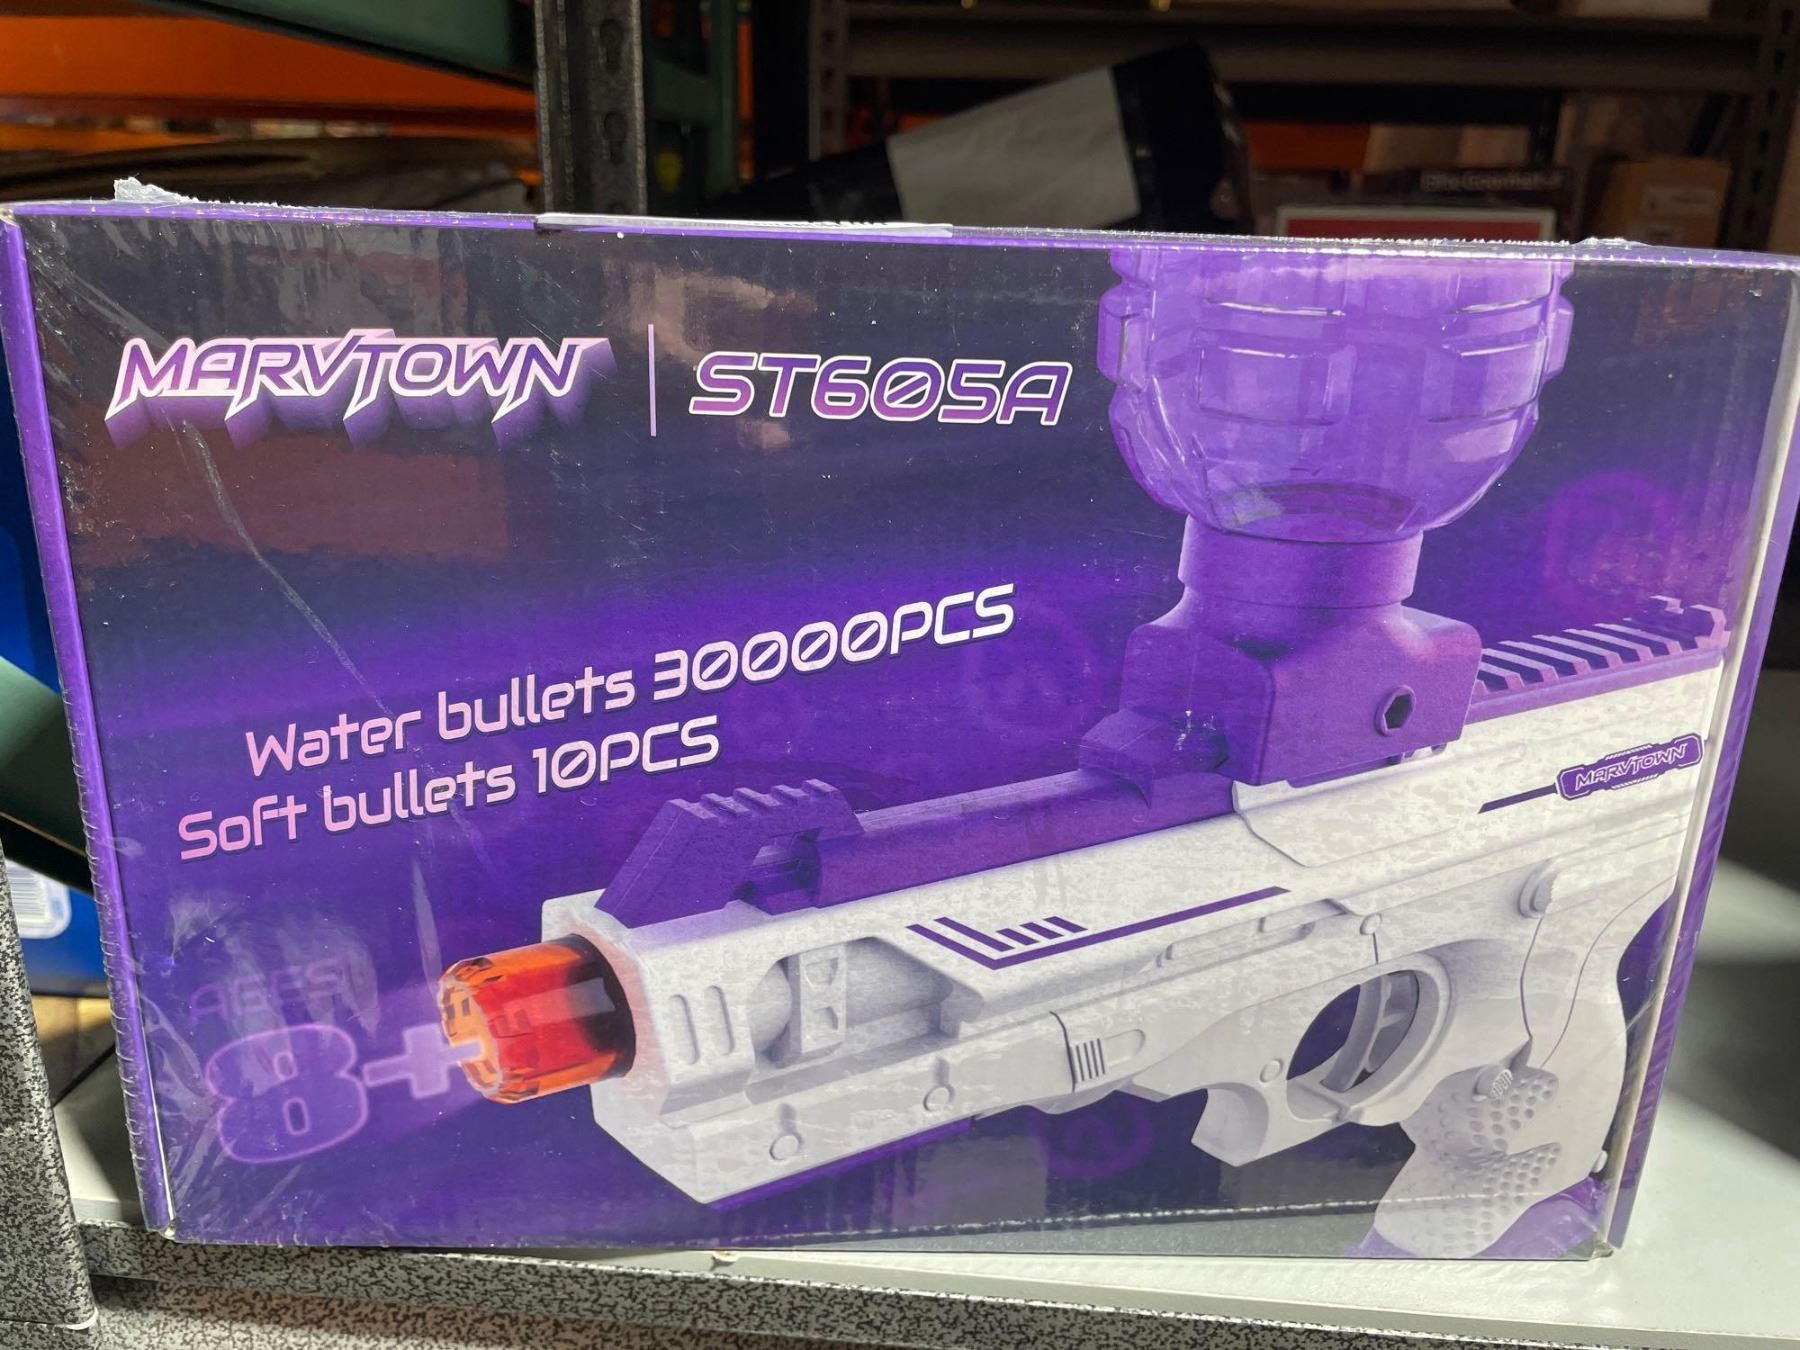 MARVTOWN
ST605A
Water bullets 30000PCS
Soft bullets 10PCS
MARVTOWN
AGES!
8+